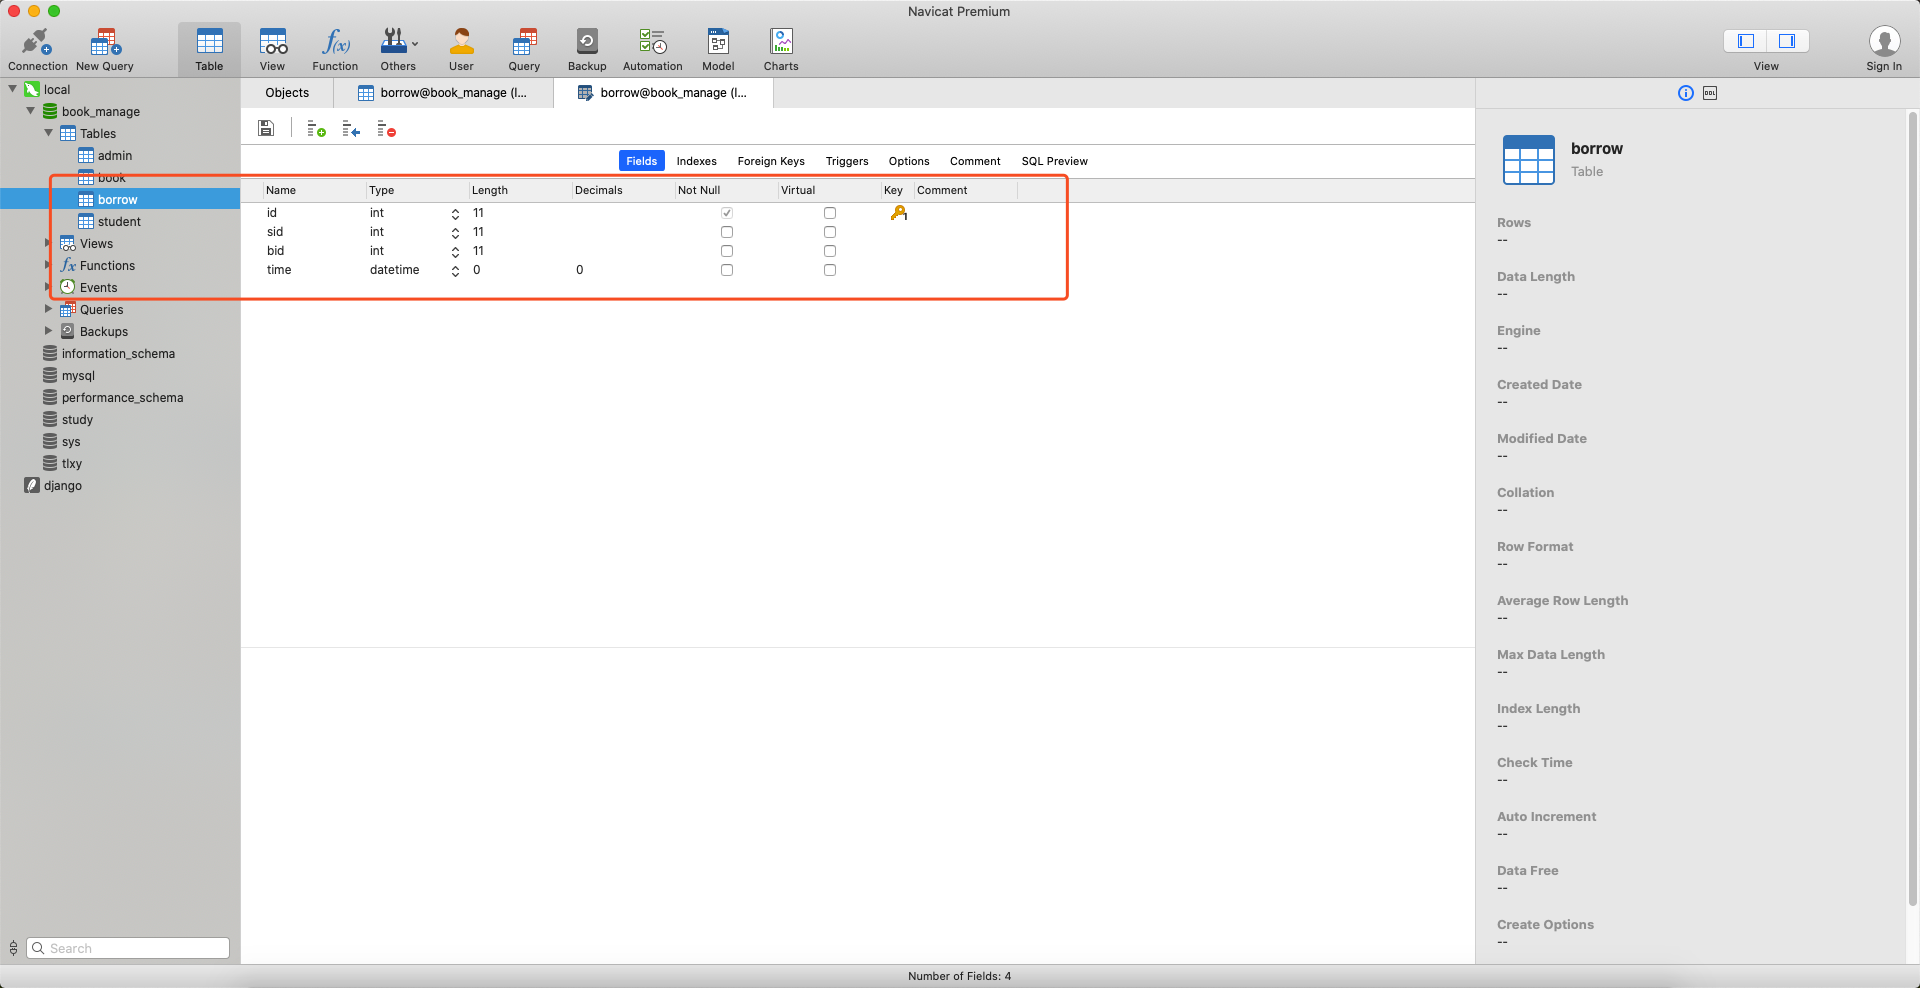 Navicat Premium
Connection
New Query
Table
View
Function
Others
User
Query
Backup
Automation
Model
Charts
View
Sign In
local
book_manage
Tables
admin
book
borrow
student
Views
Functions
Events
Queries
Backups
information_schema
mysql
performance_schema
study
sys
tlxy
django
Search
Objects
borrow@book_manage (l...
borrow@book_manage (l...
Fields
Indexes
Foreign Keys
Triggers
Options
Comment
SQL Preview
Name Type Length Decimals Not Null Virtual Key Comment
id int 11 1
sid int 11
bid int 11
time datetime 0 0
DDL
borrow
Table
Rows
--
Data Length
--
Engine
--
Created Date
--
Modified Date
--
Collation
--
Row Format
--
Average Row Length
--
Max Data Length
--
Index Length
--
Check Time
--
Auto Increment
--
Data Free
--
Create Options
--
Number of Fields: 4